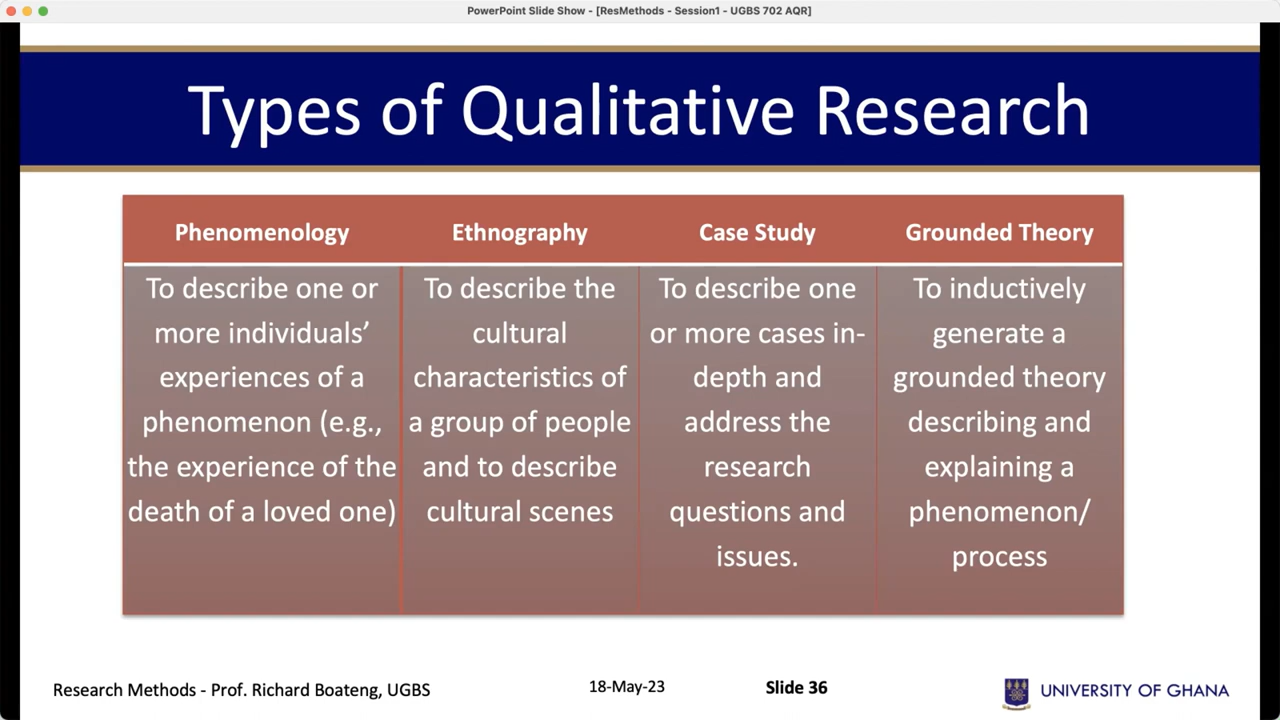 PowerPoint Slide Show - [ResMethods - Session1 - UGBS 702 AQR]
Types of Qualitative Research
Phenomenology
To describe one or
more individuals’
experiences of a
phenomenon (e.g.,
the experience of the
death of a loved one)
Ethnography
To describe the
cultural
characteristics of
a group of people
and to describe
cultural scenes
Case Study
To describe one
or more cases in-
depth and
address the
research
questions and
issues.
Grounded Theory
To inductively
generate a
grounded theory
describing and
explaining a
phenomenon/
process
Research Methods - Prof. Richard Boateng, UGBS
18-May-23
Slide 36
UNIVERSITY OF GHANA